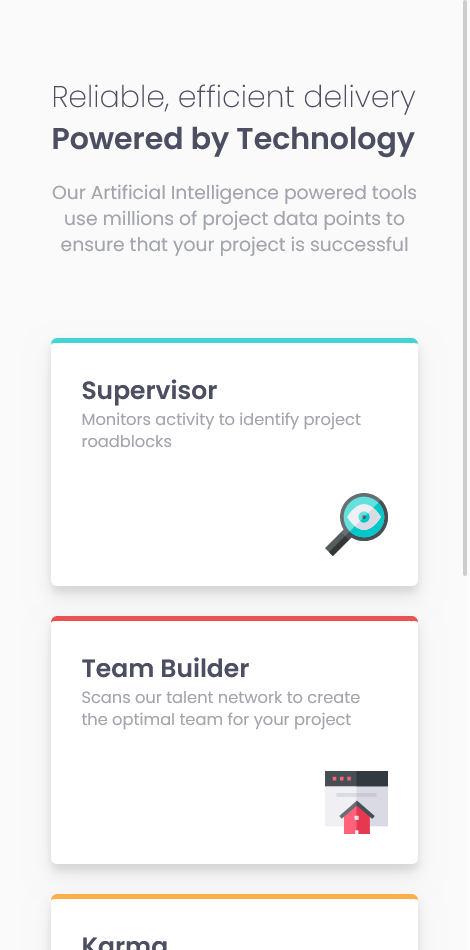 Reliable, efficient delivery
Powered by Technology
Our Artificial Intelligence powered tools
use millions of project data points to
ensure that your project is successful
Supervisor
Monitors activity to identify project
roadblocks
Team Builder
Scans our talent network to create
the optimal team for your project
Karma